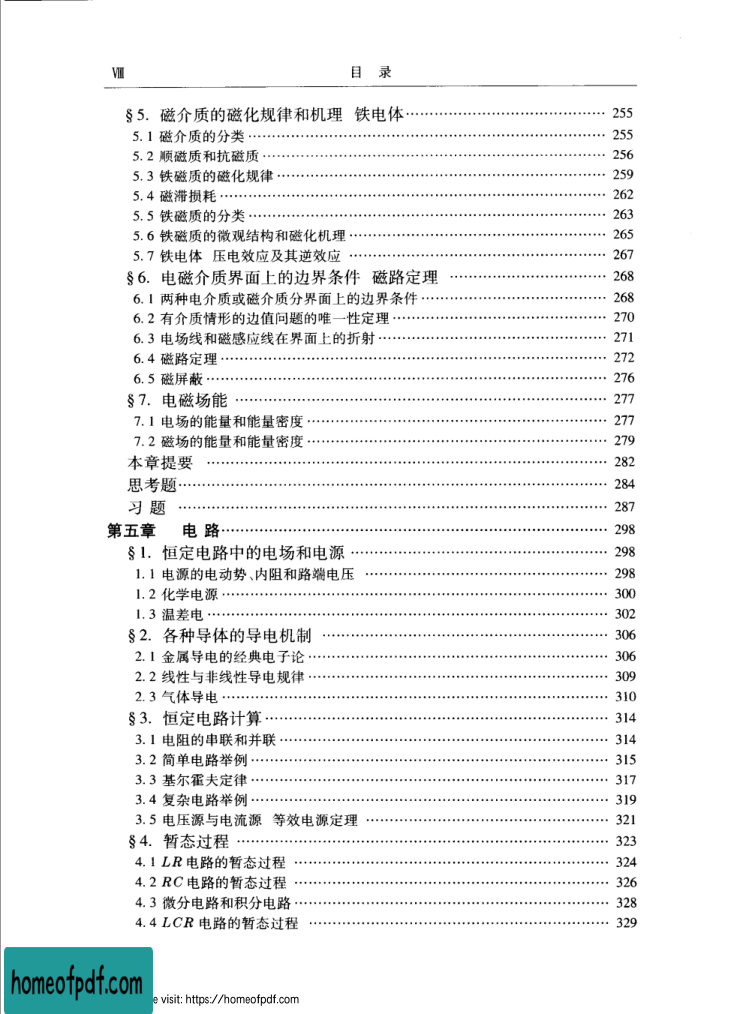 Ⅷ 目 录
§5. 磁介质的磁化规律和机理 铁电体…………………………… 255
5.1 磁介质的分类…………………………………………………… 255
5.2 顺磁质和抗磁质………………………………………………… 256
5.3 铁磁质的磁化规律……………………………………………… 259
5.4 磁滞损耗………………………………………………………… 262
5.5 铁磁质的分类…………………………………………………… 263
5.6 铁磁质的微观结构和磁化机理………………………………… 265
5.7 铁电体 压电效应及其逆效应 ………………………………… 267
§6. 电磁介质界面上的边界条件 磁路定理 …………………… 268
6.1 两种电介质或磁介质分界面上的边界条件…………………… 268
6.2 有介质情形的边值问题的唯一性定理………………………… 270
6.3 电场线和磁感应线在界面上的折射…………………………… 271
6.4 磁路定理………………………………………………………… 272
6.5 磁屏蔽…………………………………………………………… 276
§7. 电磁场能 ……………………………………………………… 277
7.1 电场的能量和能量密度………………………………………… 277
7.2 磁场的能量和能量密度………………………………………… 279
本章提要 ………………………………………………………… 282
思考题……………………………………………………………… 284
习 题 ……………………………………………………………… 287
第五章 电 路……………………………………………………… 298
§1. 恒定电路中的电场和电源 …………………………………… 298
1.1 电源的电动势、内阻和路端电压 ……………………………… 298
1.2 化学电源………………………………………………………… 300
1.3 温差电…………………………………………………………… 302
§2. 各种导体的导电机制 ………………………………………… 306
2.1 金属导电的经典电子论………………………………………… 306
2.2 线性与非线性导电规律………………………………………… 309
2.3 气体导电………………………………………………………… 310
§3. 恒定电路计算………………………………………………… 314
3.1 电阻的串联和并联……………………………………………… 314
3.2 简单电路举例…………………………………………………… 315
3.3 基尔霍夫定律…………………………………………………… 317
3.4 复杂电路举例…………………………………………………… 319
3.5 电压源与电流源 等效电源定理 ……………………………… 321
§4. 暂态过程 ……………………………………………………… 323
4.1 LR 电路的暂态过程 …………………………………………… 324
4.2 RC 电路的暂态过程 …………………………………………… 326
4.3 微分电路和积分电路…………………………………………… 328
4.4 LCR 电路的暂态过程 ………………………………………… 329
homeofpdf.com
e visit: https://homeofpdf.com